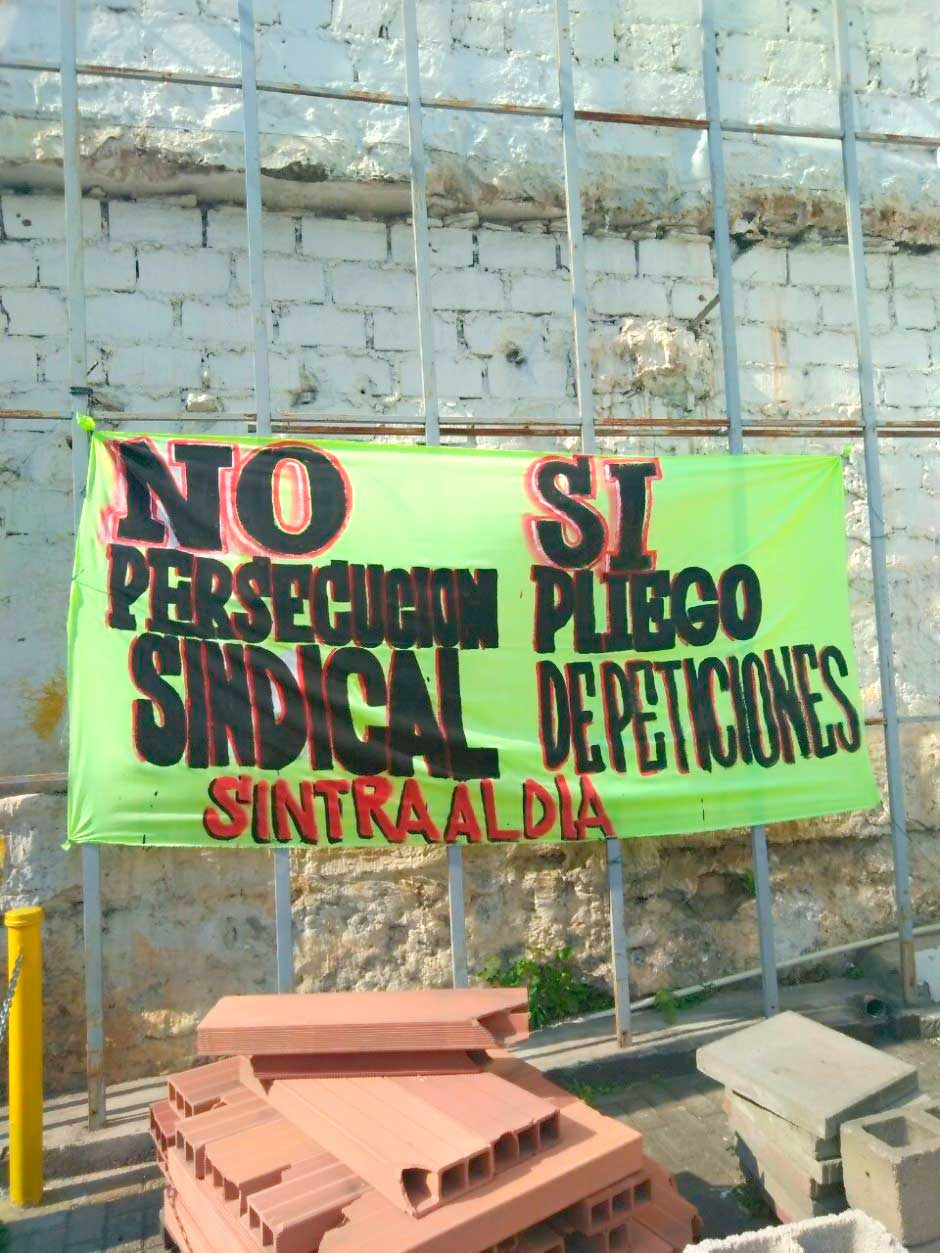 NO
PERSECUCION
SINDICAL
SI
PLIEGO
DE PETICIONES
SINTRAALDIA